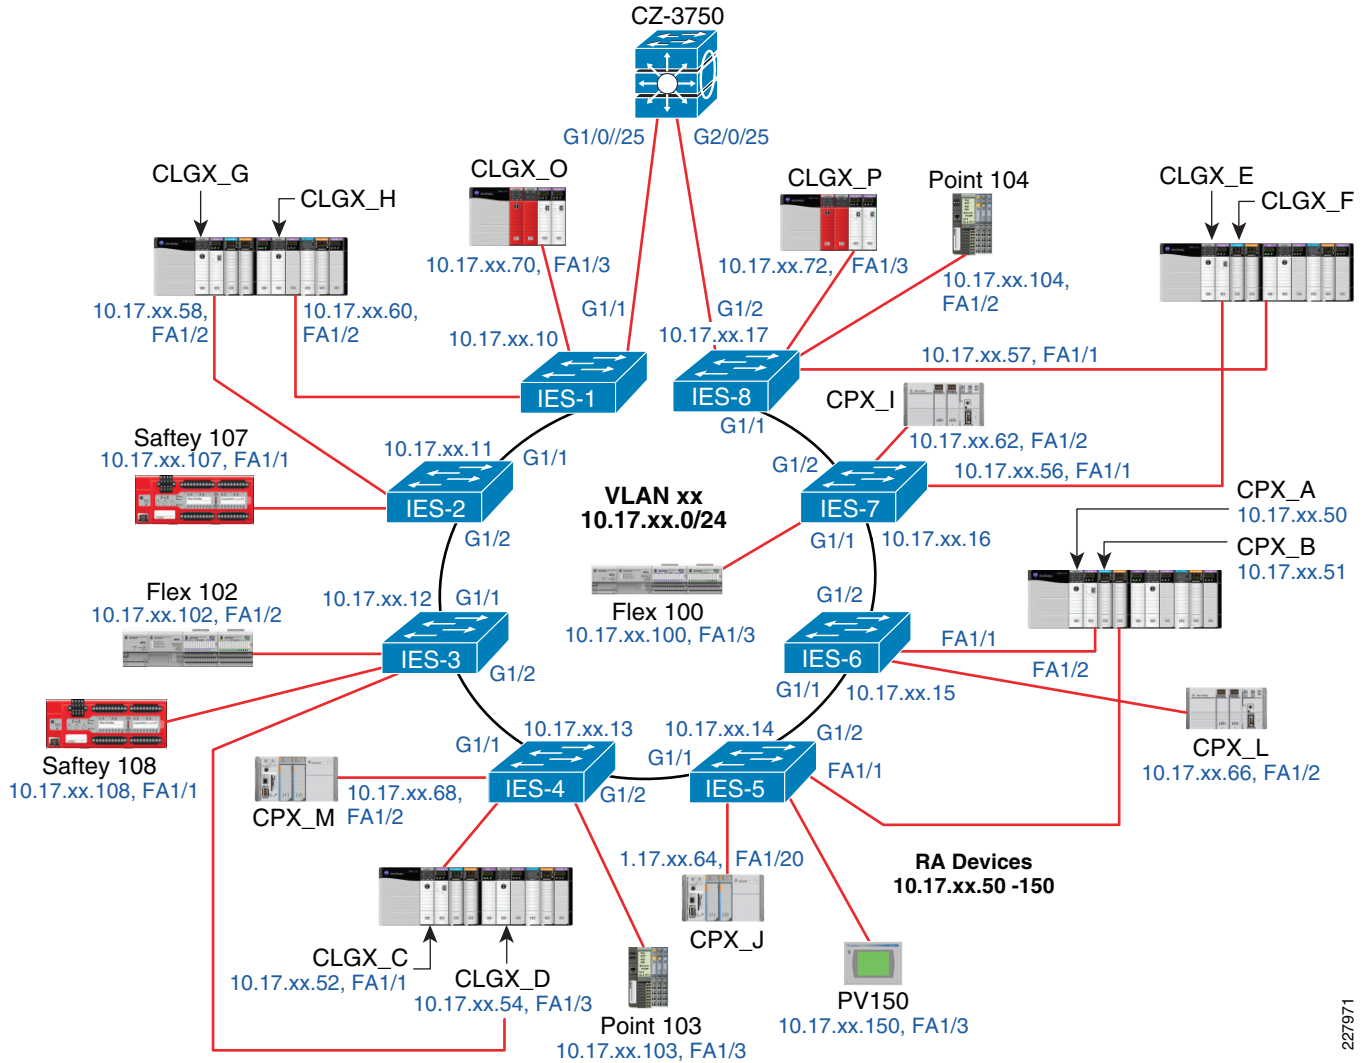 CZ-3750
G1/0//25
G2/0/25
CLGX_G
CLGX_H
CLGX_O
CLGX_P
Point 104
CLGX_E
CLGX_F
10.17.xx.70, FA1/3
10.17.xx.72, FA1/3
10.17.xx.104,
FA1/2
10.17.xx.58,
FA1/2
10.17.xx.60,
FA1/2
G1/1
G1/2
10.17.xx.10
10.17.xx.17
10.17.xx.57, FA1/1
IES-1
IES-8
CPX_I
G1/1
10.17.xx.62, FA1/2
Saftey 107
10.17.xx.107, FA1/1
10.17.xx.11
G1/1
G1/2
10.17.xx.56, FA1/1
IES-2
VLAN xx
10.17.xx.0/24
IES-7
CPX_A
10.17.xx.50
CPX_B
10.17.xx.51
G1/2
G1/1
10.17.xx.16
Flex 102
10.17.xx.102, FA1/2
10.17.xx.12
G1/1
G1/2
Flex 100
10.17.xx.100, FA1/3
IES-3
G1/2
IES-6
FA1/1
FA1/2
G1/1
10.17.xx.15
Saftey 108
10.17.xx.108, FA1/1
10.17.xx.13
G1/1
10.17.xx.14
G1/1
G1/2
FA1/1
CPX_L
10.17.xx.66, FA1/2
CPX_M
10.17.xx.68,
FA1/2
IES-4
G1/2
IES-5
1.17.xx.64, FA1/20
RA Devices
10.17.xx.50 -150
CPX_J
CLGX_C
10.17.xx.52, FA1/1
CLGX_D
10.17.xx.54, FA1/3
Point 103
10.17.xx.103, FA1/3
PV150
10.17.xx.150, FA1/3
227971